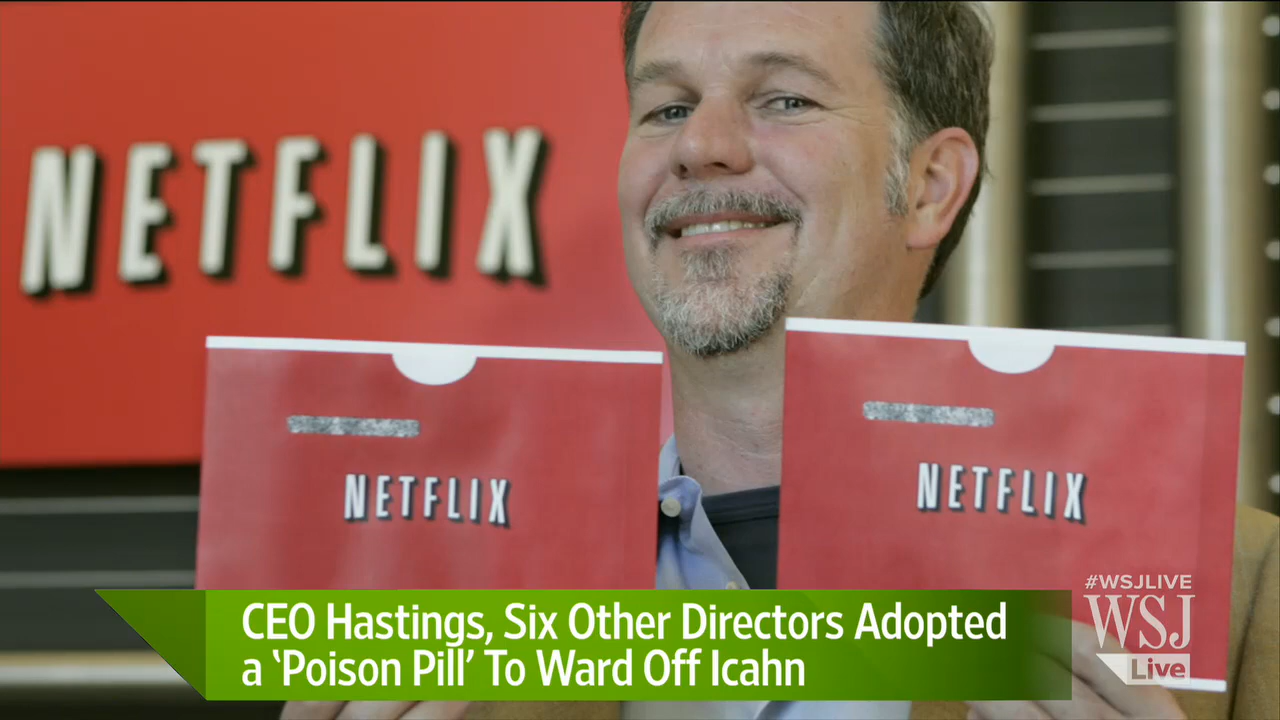 NETFLIX
NETFLIX
NETFLIX
CEO Hastings, Six Other Directors Adopted
a ‘Poison Pill’ To Ward Off Icahn
#WSJLIVE
WSJ
Live